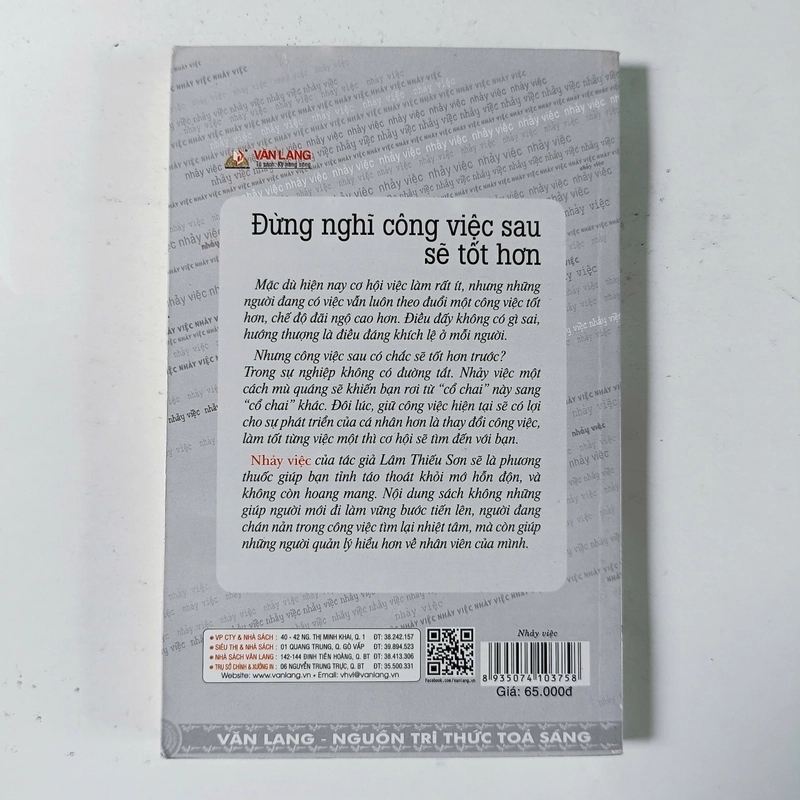 VĂN LANG
Tủ sách: Kỹ năng sống
Đừng nghĩ công việc sau
sẽ tốt hơn
Mặc dù hiện nay cơ hội việc làm rất ít, nhưng những
người đang có việc vẫn luôn theo đuổi một công việc tốt
hơn, chế độ đãi ngộ cao hơn. Điều đấy không có gì sai,
hướng thượng là điều đáng khích lệ ở mỗi người.
Nhưng công việc sau có chắc sẽ tốt hơn trước?
Trong sự nghiệp không có đường tắt. Nhảy việc một
cách mù quáng sẽ khiến bạn rơi từ “cổ chai” này sang
“cổ chai” khác. Đôi lúc, giữ công việc hiện tại sẽ có lợi
cho sự phát triển của cá nhân hơn là thay đổi công việc,
làm tốt từng việc một thì cơ hội sẽ tìm đến với bạn.
Nhảy việc của tác giả Lâm Thiếu Sơn sẽ là phương
thuốc giúp bạn tỉnh táo thoát khỏi mớ hỗn độn, và
không còn hoang mang. Nội dung sách không những
giúp người mới đi làm vững bước tiến lên, người đang
chán nản trong công việc tìm lại nhiệt tâm, mà còn giúp
những người quản lý hiểu hơn về nhân viên của mình.
• VP CTY & NHÀ SÁCH : 40 - 42 NG. THỊ MINH KHAI, Q. 1 ĐT: 38.242.157
• SIÊU THỊ & NHÀ SÁCH : 01 QUANG TRUNG, Q. GÒ VẤP ĐT: 39.894.523
• NHÀ SÁCH VĂN LANG : 142-144 ĐINH TIÊN HOÀNG, Q. BT ĐT: 38.413.306
• TRỤ SỞ CHÍNH & XƯỞNG IN : 06 NGUYỄN TRUNG TRỰC, Q. BT ĐT: 35.500.331
Website: www.vanlang.vn • Email: vhvl@vanlang.vn
facebook.com/vanlang.vn
Nhảy việc
8 935074 103758
Giá: 65.000đ
VĂN LANG - NGUỒN TRI THỨC TOẢ SÁNG